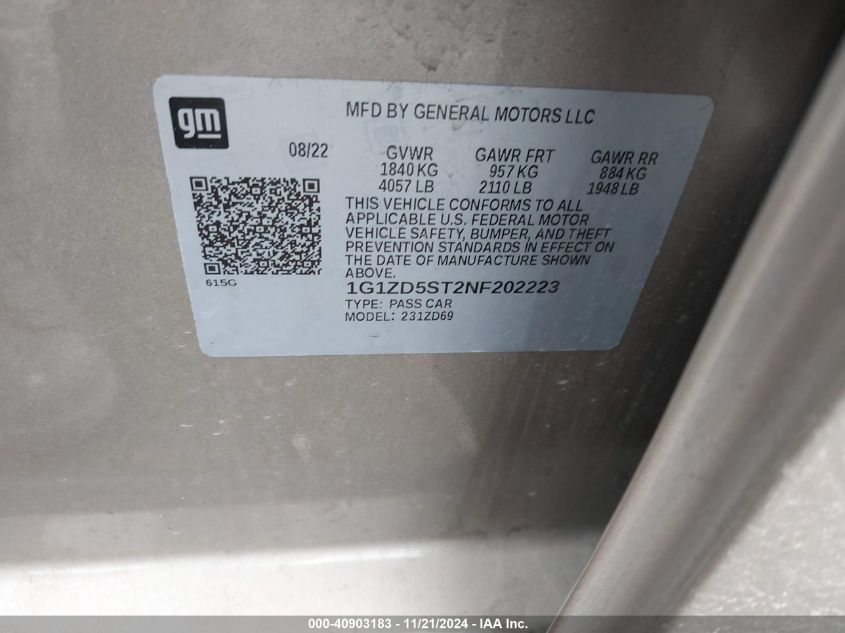 gm
MFD BY GENERAL MOTORS LLC
08/22 GVWR GAWR FRT GAWR RR
1840 KG 957 KG 884 KG
4057 LB 2110 LB 1948 LB
THIS VEHICLE CONFORMS TO ALL
APPLICABLE U.S. FEDERAL MOTOR
VEHICLE SAFETY, BUMPER, AND THEFT
PREVENTION STANDARDS IN EFFECT ON
THE DATE OF MANUFACTURE SHOWN
ABOVE.
615G
1G1ZD5ST2NF202223
TYPE: PASS CAR
MODEL: 231ZD69
000-40903183 - 11/21/2024 - IAAI.com